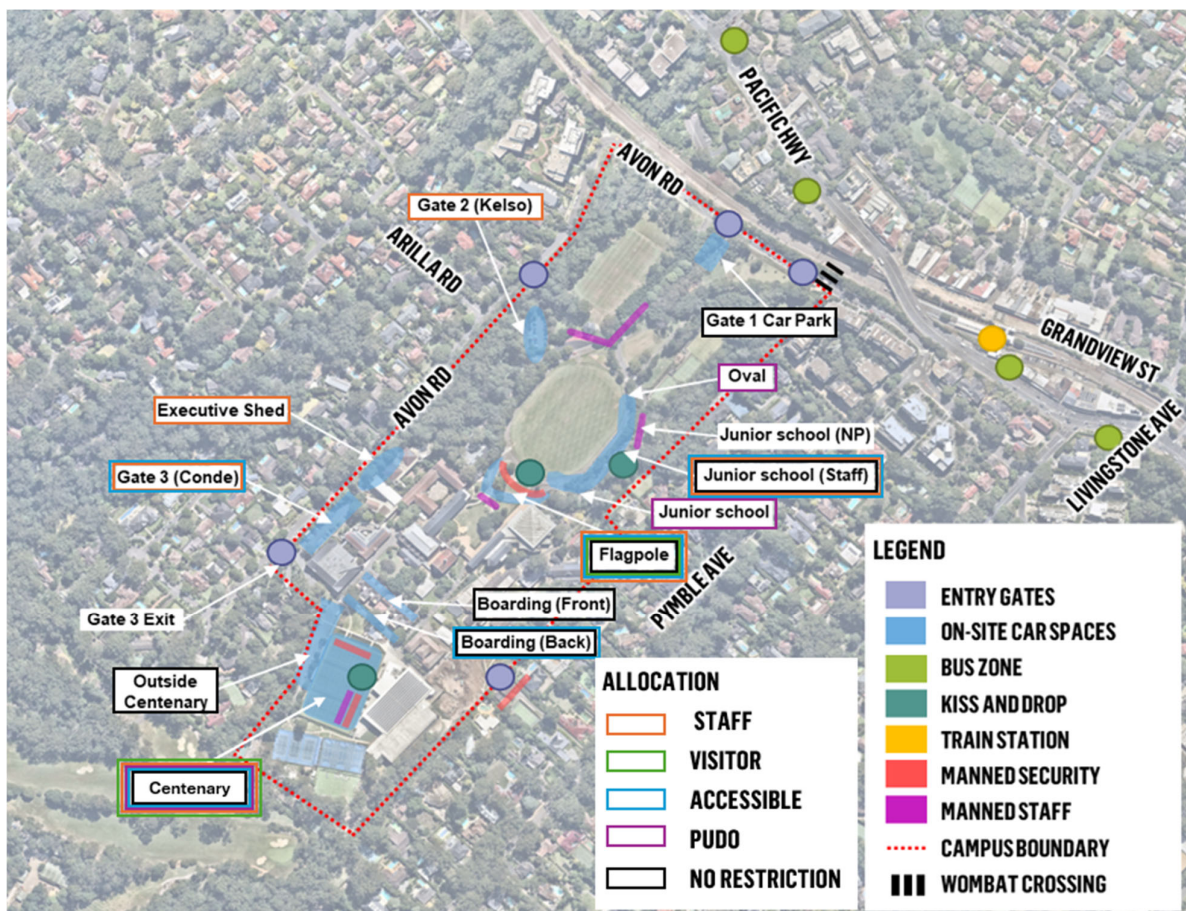 PACIFIC HWY
AVON RD
Gate 2 (Kelso)
ARILLA RD
Gate 1 Car Park
GRANDVIEW ST
Oval
AVON RD
Executive Shed
Junior school (NP)
LIVINGSTONE AVE
Gate 3 (Conde)
Junior school (Staff)
Junior school
Flagpole
PYMBLE AVE
Boarding (Front)
Gate 3 Exit
Boarding (Back)
Outside
Centenary
Centenary
ALLOCATION
STAFF
VISITOR
ACCESSIBLE
PUDO
NO RESTRICTION
LEGEND
ENTRY GATES
ON-SITE CAR SPACES
BUS ZONE
KISS AND DROP
TRAIN STATION
MANNED SECURITY
MANNED STAFF
CAMPUS BOUNDARY
WOMBAT CROSSING